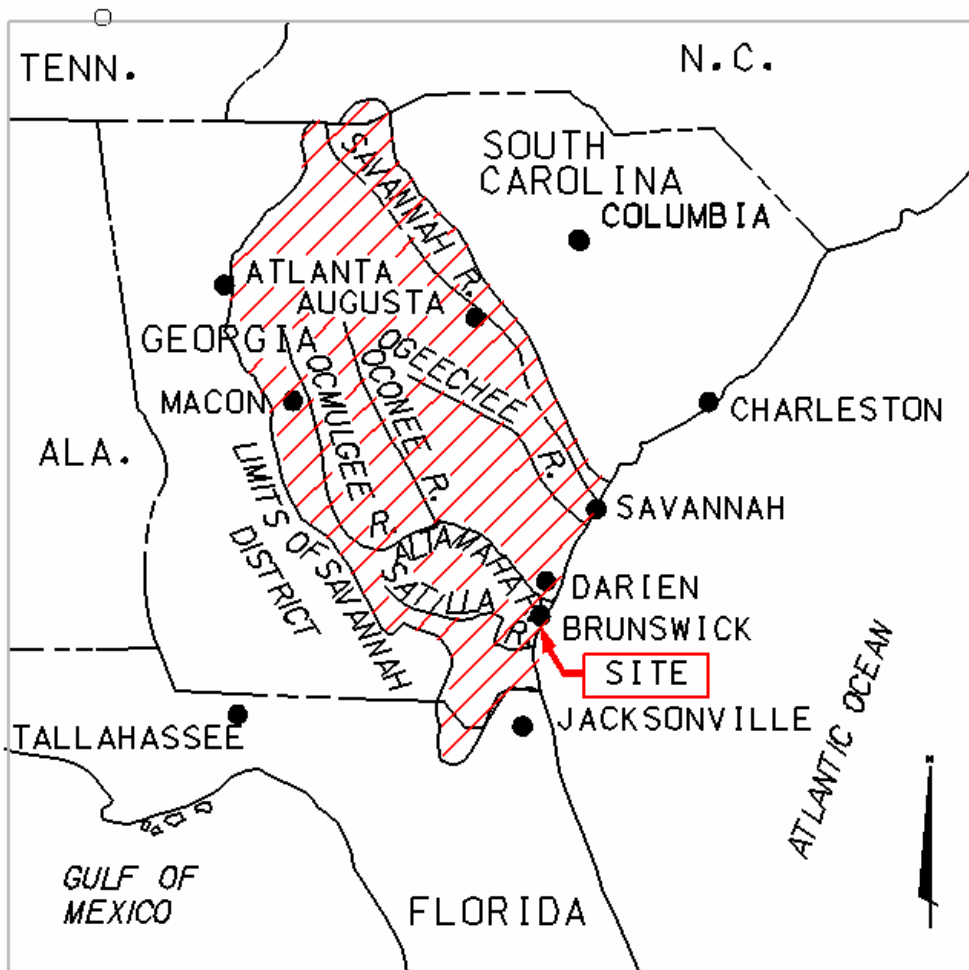 TENN.
N.C.
SOUTH
CAROLINA
COLUMBIA
SAVANNAH R.
ATLANTA
AUGUSTA
GEORGIA
OGEECHEE R.
OCONEE R.
OCMULGEE R.
MACON
CHARLESTON
ALA.
LIMITS OF SAVANNAH
DISTRICT
SAVANNAH
ALTAMAHA R.
SATILLA R.
DARIEN
BRUNSWICK
SITE
JACKSONVILLE
TALLAHASSEE
ATLANTIC OCEAN
N
GULF OF
MEXICO
FLORIDA